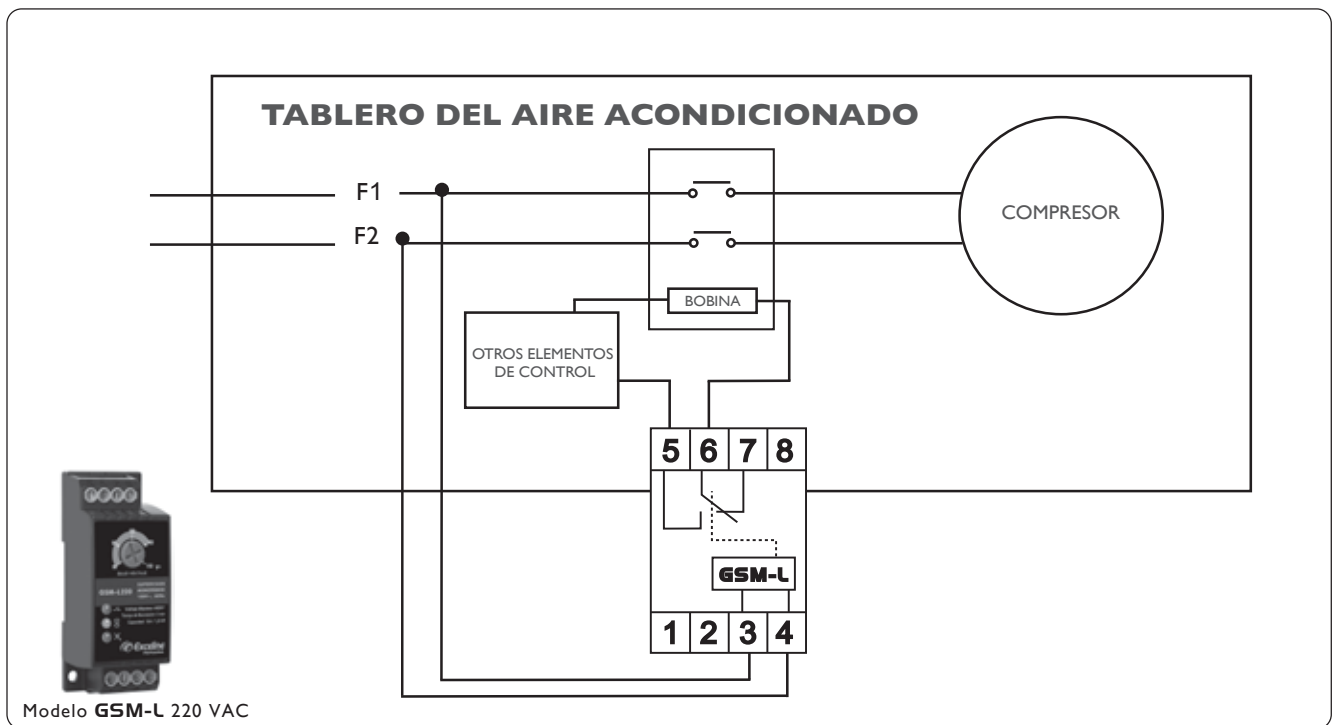 TABLERO DEL AIRE ACONDICIONADO
F1
F2
COMPRESOR
BOBINA
OTROS ELEMENTOS
DE CONTROL
5 6 7 8
GSM-L
1 2 3 4
Exceline
Modelo GSM-L 220 VAC